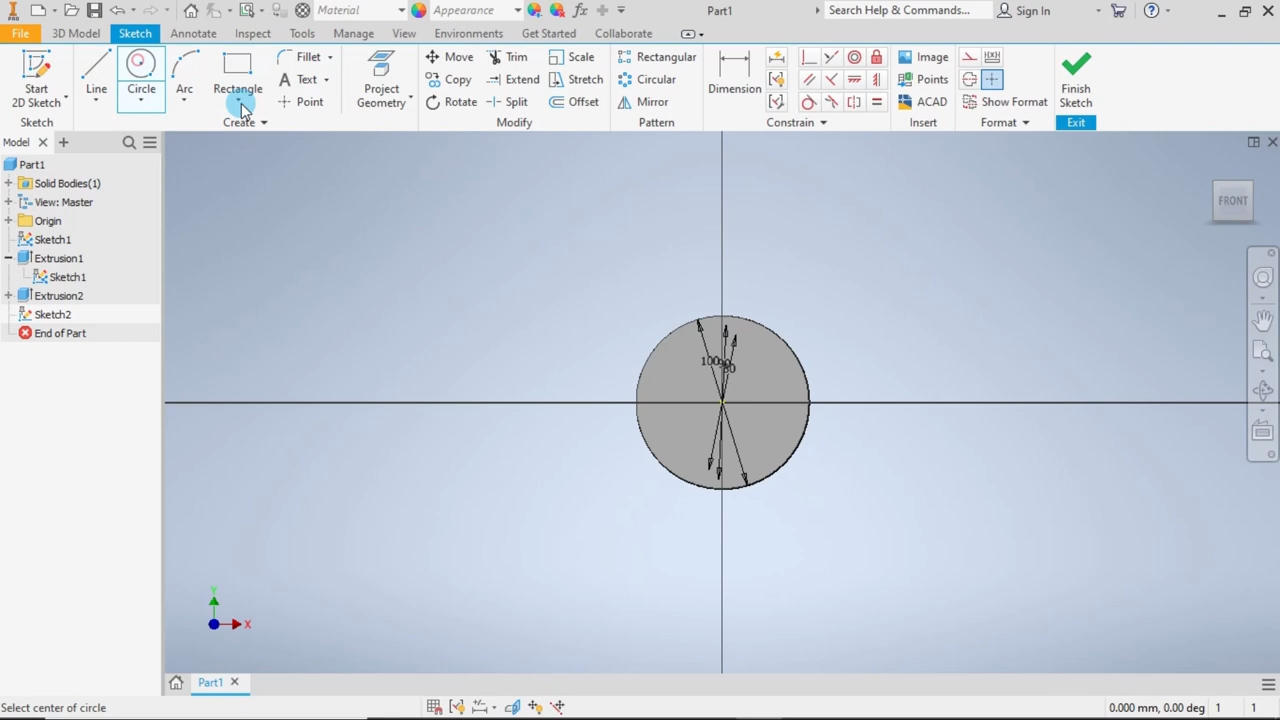 PRO
Material
Appearance
Part1
Search Help & Commands...
Sign In
File
3D Model
Sketch
Annotate
Inspect
Tools
Manage
View
Environments
Get Started
Collaborate
Start
2D Sketch
Line
Circle
Arc
Rectangle
Fillet
Text
Point
Project
Geometry
Move
Copy
Rotate
Trim
Extend
Split
Scale
Stretch
Offset
Rectangular
Circular
Mirror
Dimension
Image
Points
ACAD
Show Format
Finish
Sketch
Sketch
Create
Modify
Pattern
Constrain
Insert
Format
Exit
Model
Part1
Solid Bodies(1)
View: Master
Origin
Sketch1
Extrusion1
Sketch1
Extrusion2
Sketch2
End of Part
FRONT
100
Y
X
Part1
Select center of circle
0.000 mm, 0.00 deg
1
1